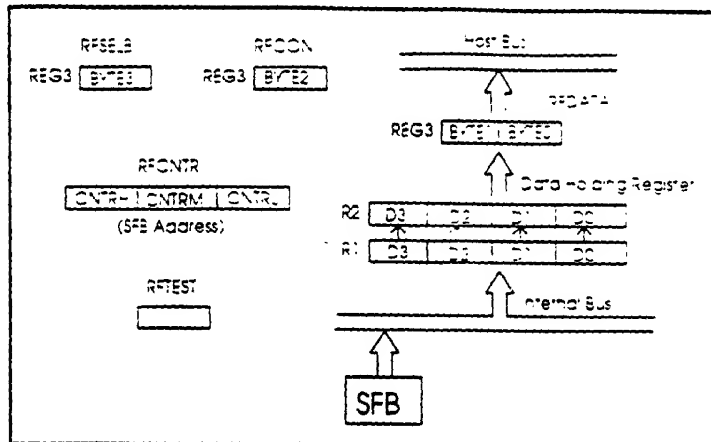 RFSELB
REG3 BYTE3
RFCON
REG3 BYTE2
Host Bus
RFDATA
REG3 BYTE1 BYTE0
RFCNTR
CNTRH CNTRM CNTRL
(SFB Address)
Data Holding Register
R2 D3 D2 D1 D0
R1 D3 D2 D1 D0
RFTEST
Internal Bus
SFB